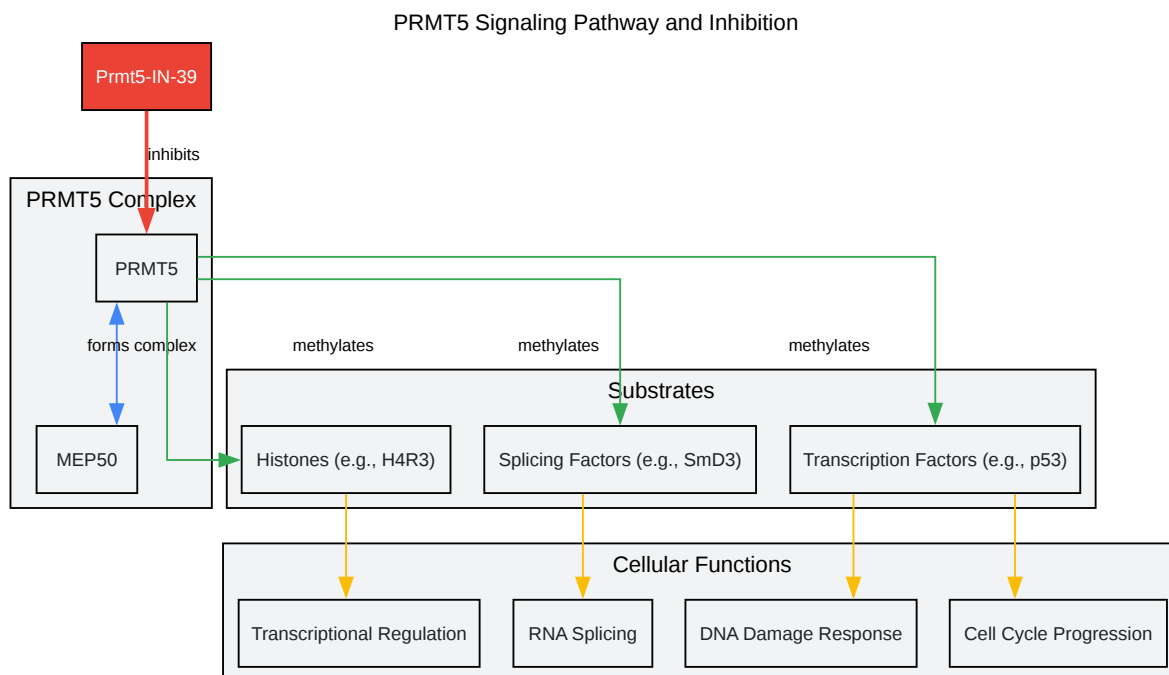 PRMT5 Signaling Pathway and Inhibition
Prmt5-IN-39
inhibits
PRMT5 Complex
PRMT5
forms complex
methylates
methylates
methylates
Substrates
MEP50
Histones (e.g., H4R3)
Splicing Factors (e.g., SmD3)
Transcription Factors (e.g., p53)
Cellular Functions
Transcriptional Regulation
RNA Splicing
DNA Damage Response
Cell Cycle Progression